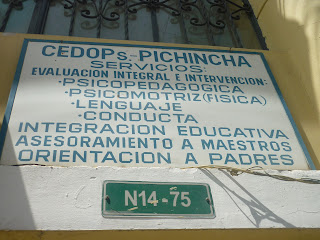 CEDOPs. PICHINCHA
SERVICIOS:
EVALUACION INTEGRAL E INTERVENCION:
•PSICOPEDAGOGICA
•PSICOMOTRIZ (FISICA)
•LENGUAJE
•CONDUCTA
INTEGRACION EDUCATIVA
ASESORAMIENTO A MAESTROS
ORIENTACION A PADRES
N14-75